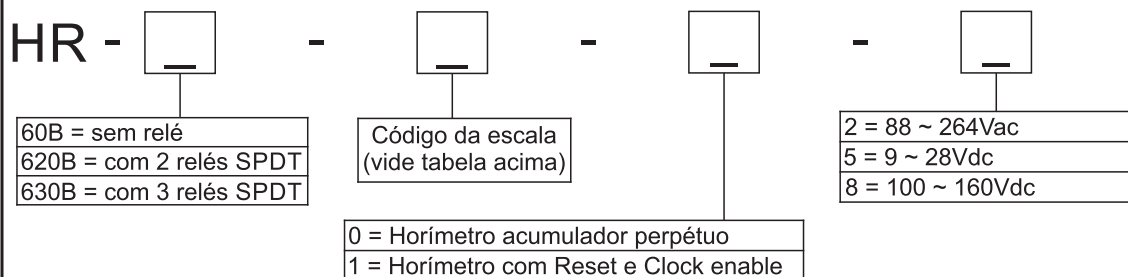 HR - _ - _ - _ - _
60B = sem relé
620B = com 2 relés SPDT
630B = com 3 relés SPDT
Código da escala
(vide tabela acima)
2 = 88 ~ 264Vac
5 = 9 ~ 28Vdc
8 = 100 ~ 160Vdc
0 = Horímetro acumulador perpétuo
1 = Horímetro com Reset e Clock enable